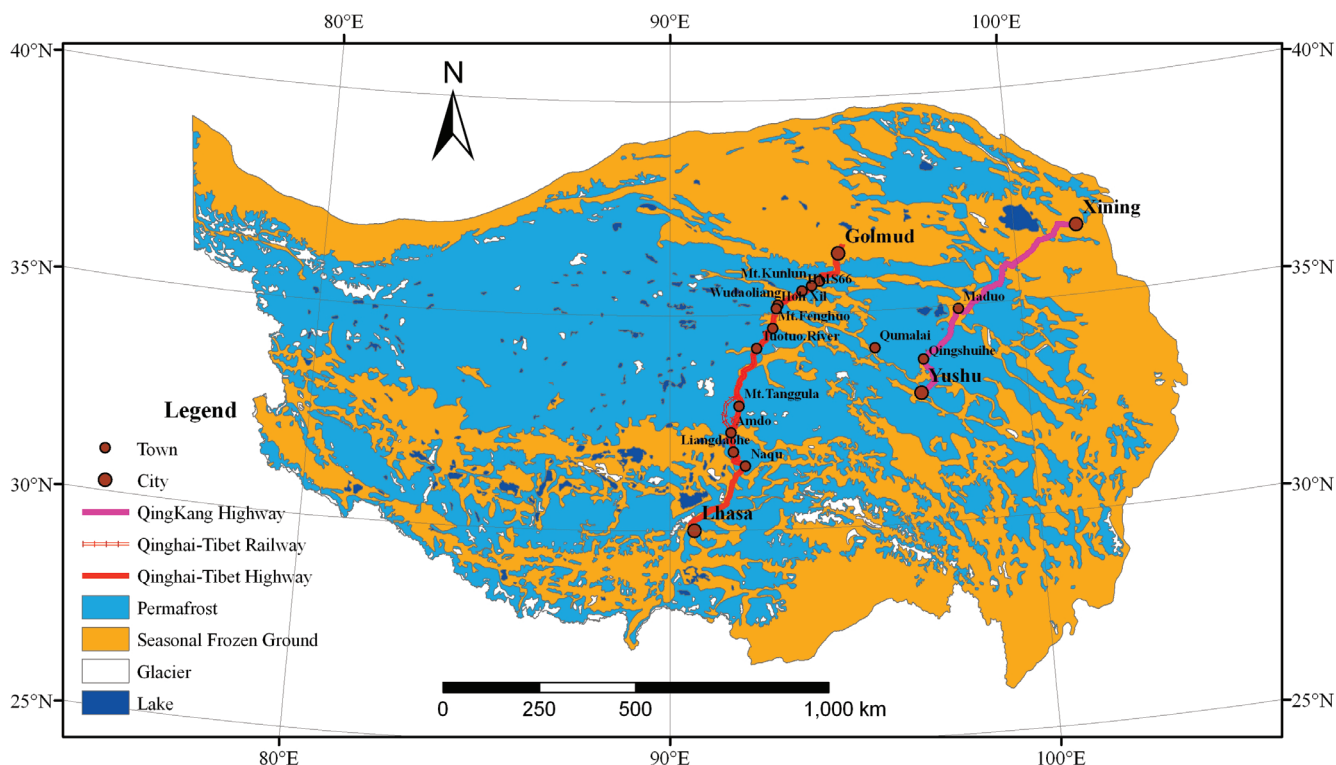 80°E
90°E
100°E
40°N
40°N
N
Xining
Golmud
35°N
35°N
Mt.Kunlun
Wudaoliang
Hoh Xil
Maduo
Mt.Fenghuo
Tuotuo River
Qumalai
Qingshuihe
Yushu
Mt.Tanggula
Legend
Amdo
Liangdaohe
Naqu
Town
City
30°N
30°N
Lhasa
QingKang Highway
Qinghai-Tibet Railway
Qinghai-Tibet Highway
Permafrost
Seasonal Frozen Ground
Glacier
Lake
0
250
500
1,000 km
25°N
25°N
80°E
90°E
100°E